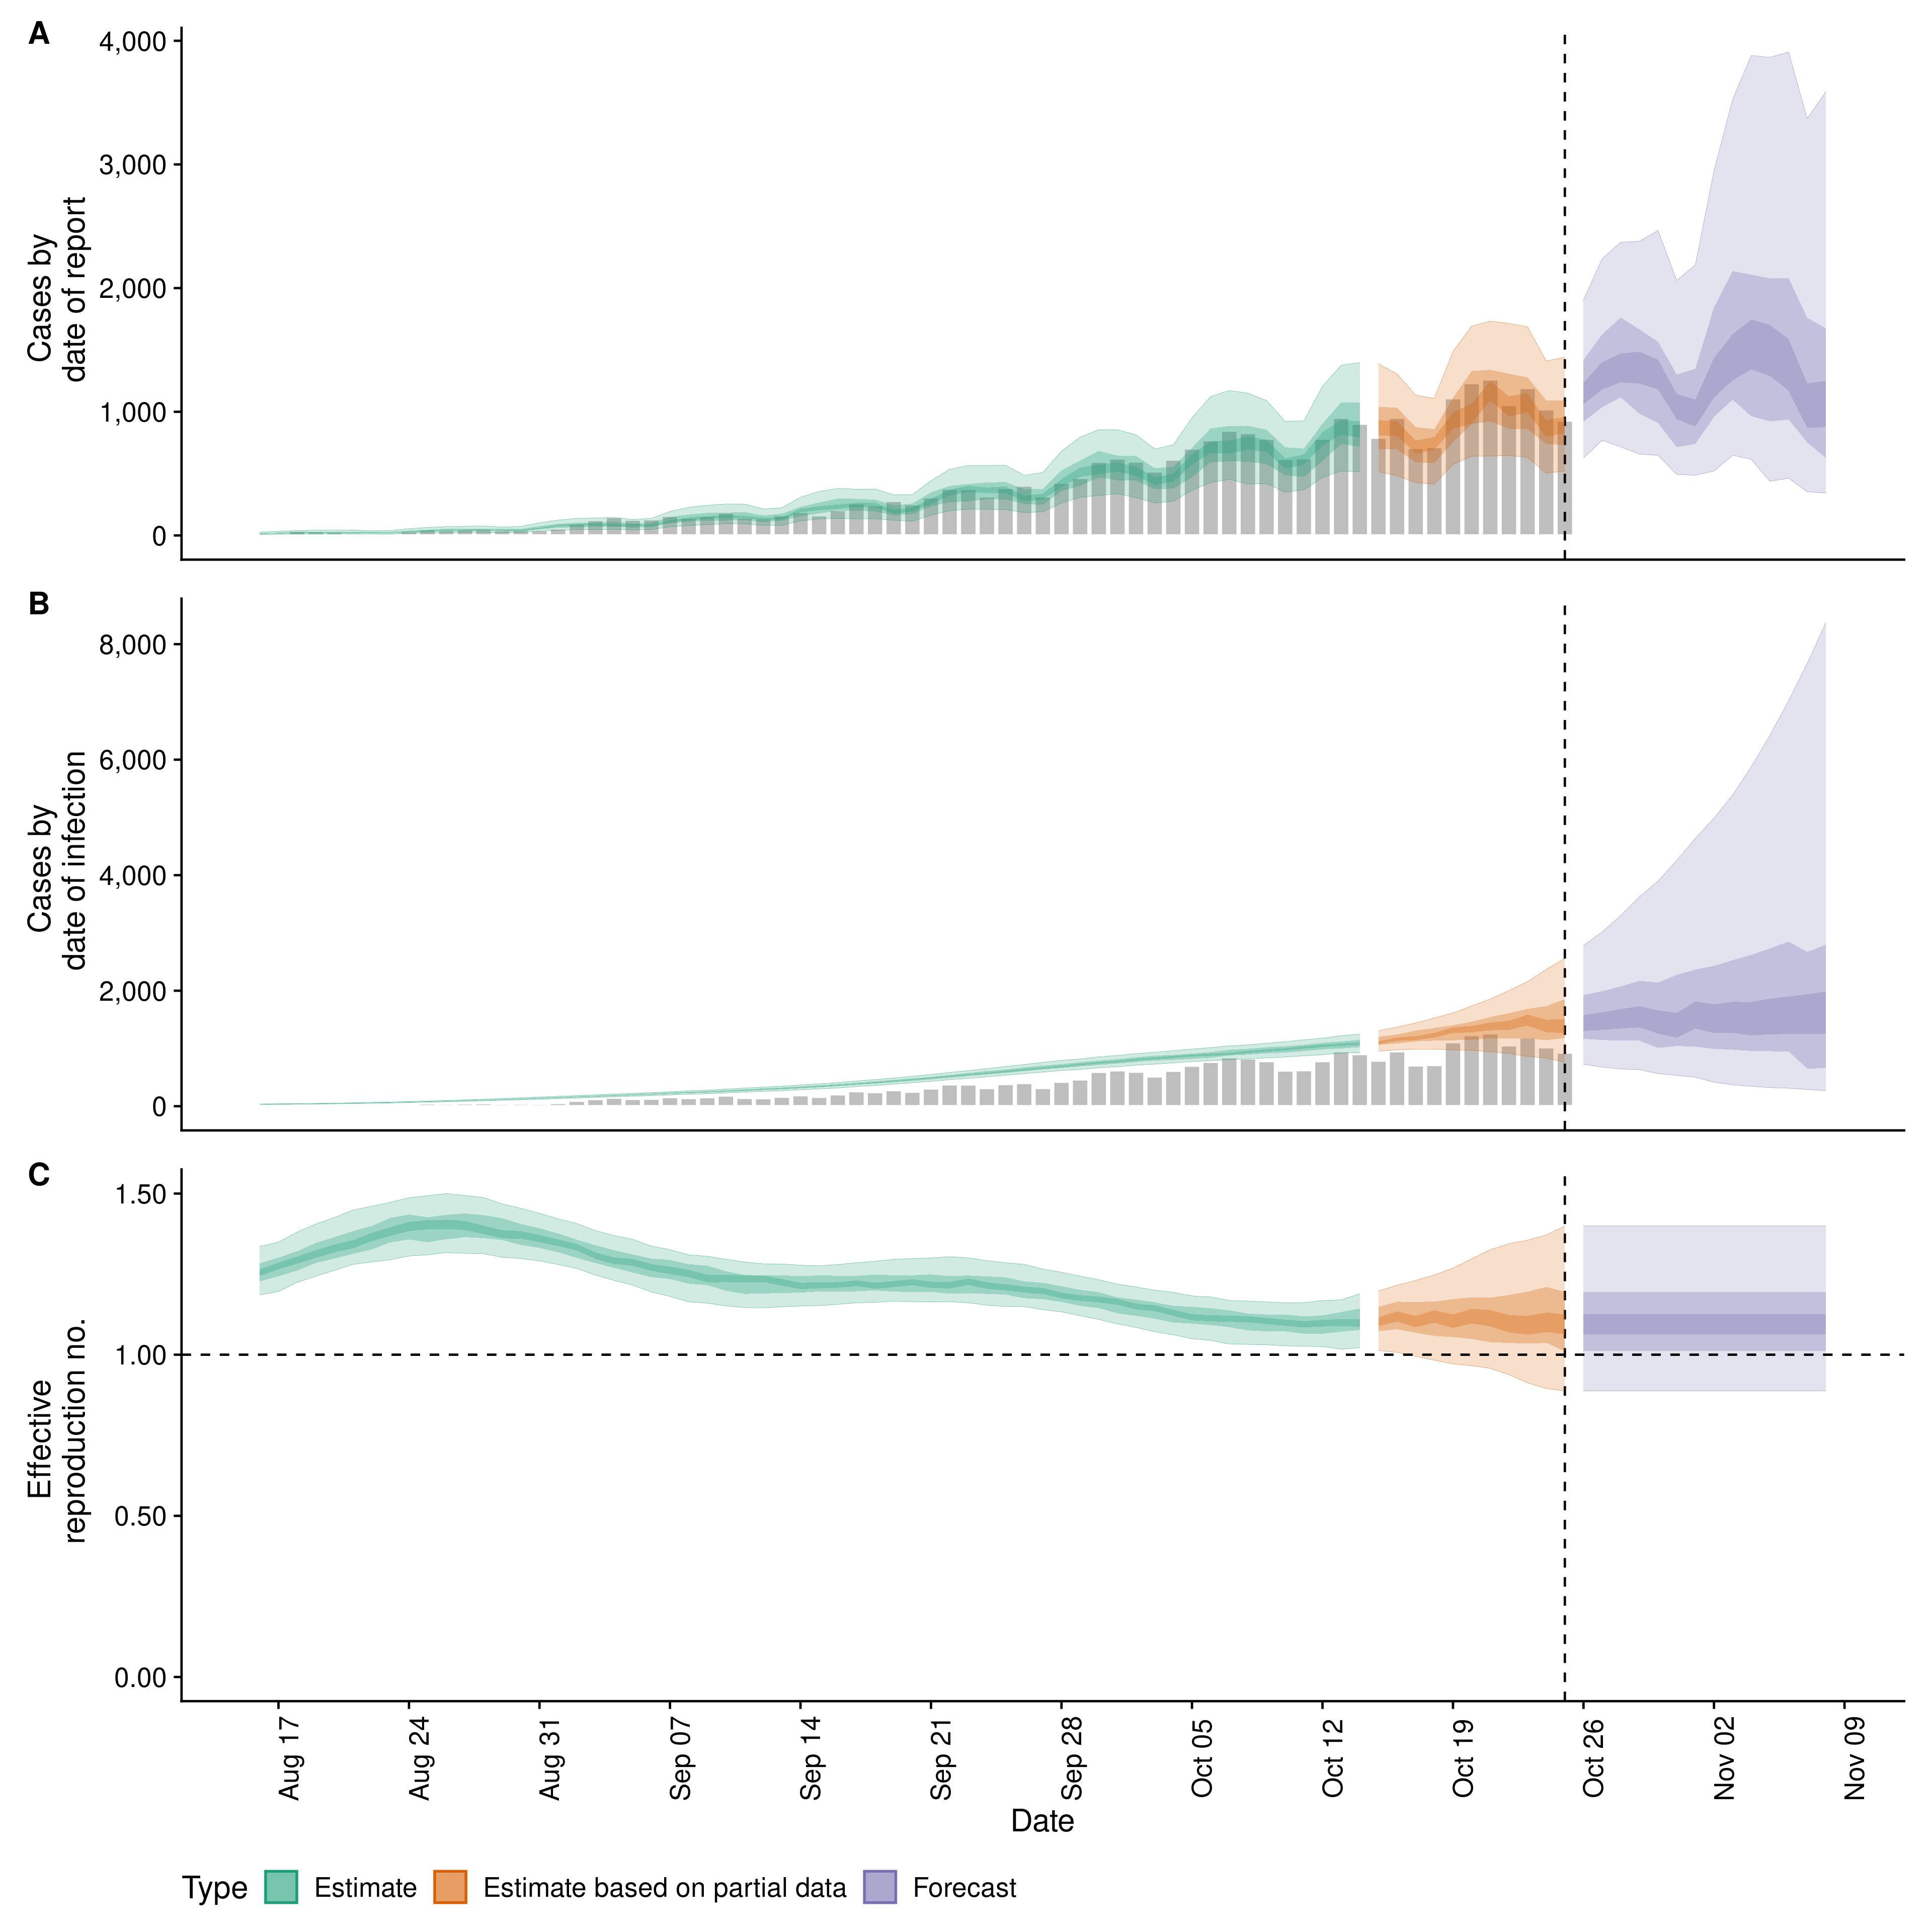 A
4,000
3,000
2,000
1,000
0
Cases by
date of report
B
8,000
6,000
4,000
2,000
0
Cases by
date of infection
C
1.50
1.00
0.50
0.00
Effective
reproduction no.
Aug 17
Aug 24
Aug 31
Sep 07
Sep 14
Sep 21
Sep 28
Oct 05
Oct 12
Oct 19
Oct 26
Nov 02
Nov 09
Date
Type Estimate Estimate based on partial data Forecast